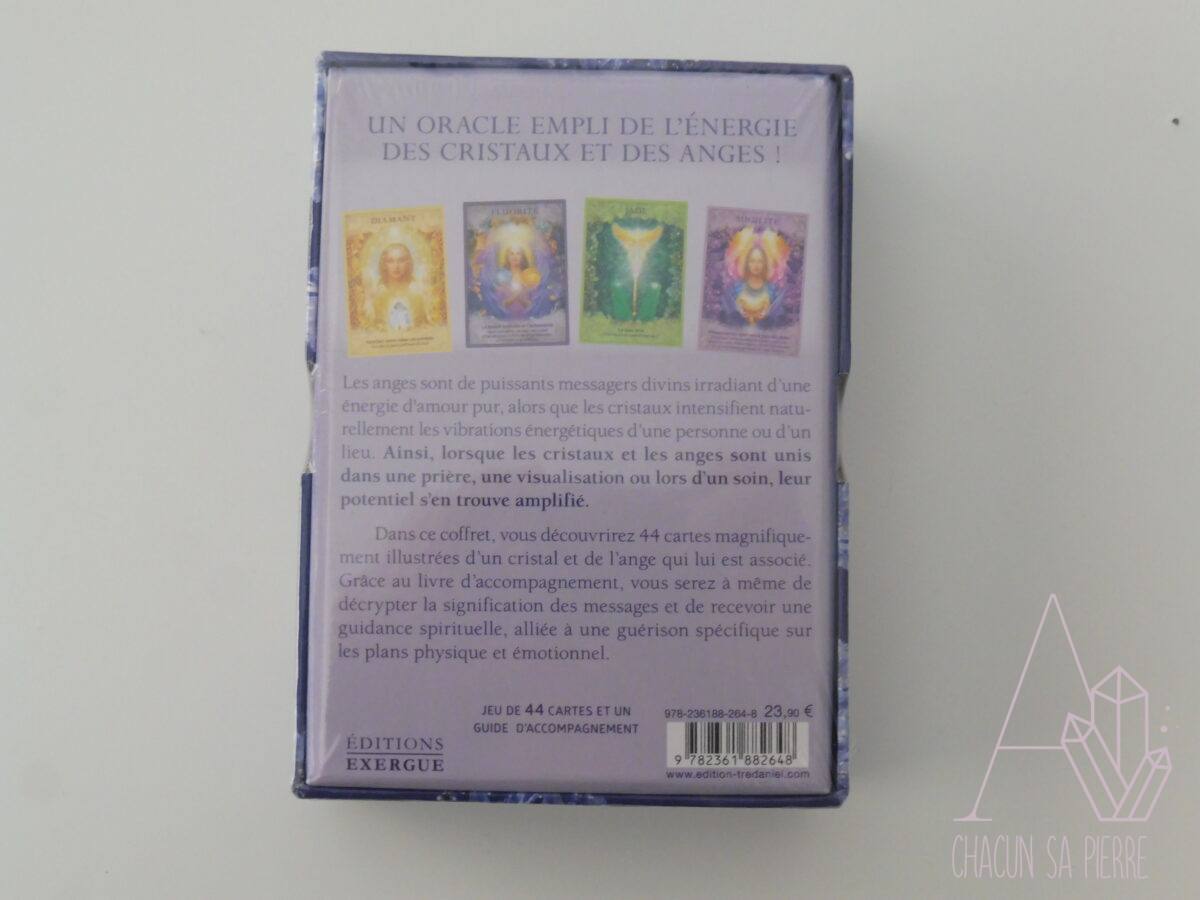 UN ORACLE EMPLI DE L'ÉNERGIE
DES CRISTAUX ET DES ANGES !
DIAMANT
FLUORITE
JADE
Les anges sont de puissants messagers divins irradiant d'une
énergie d'amour pur, alors que les cristaux intensifient natu-
rellement les vibrations énergétiques d'une personne ou d'un
lieu. Ainsi, lorsque les cristaux et les anges sont unis
dans une prière, une visualisation ou lors d'un soin, leur
potentiel s'en trouve amplifié.
Dans ce coffret, vous découvrirez 44 cartes magnifique-
ment illustrées d'un cristal et de l'ange qui lui est associé.
Grâce au livre d'accompagnement, vous serez à même de
décrypter la signification des messages et de recevoir une
guidance spirituelle, alliée à une guérison spécifique sur
les plans physique et émotionnel.
JEU DE 44 CARTES ET UN
GUIDE D'ACCOMPAGNEMENT
978-236188-264-8 23,90 €
9 782361 882648
www.edition-tredaniel.com
ÉDITIONS
EXERGUE
A
CHACUN SA PIERRE